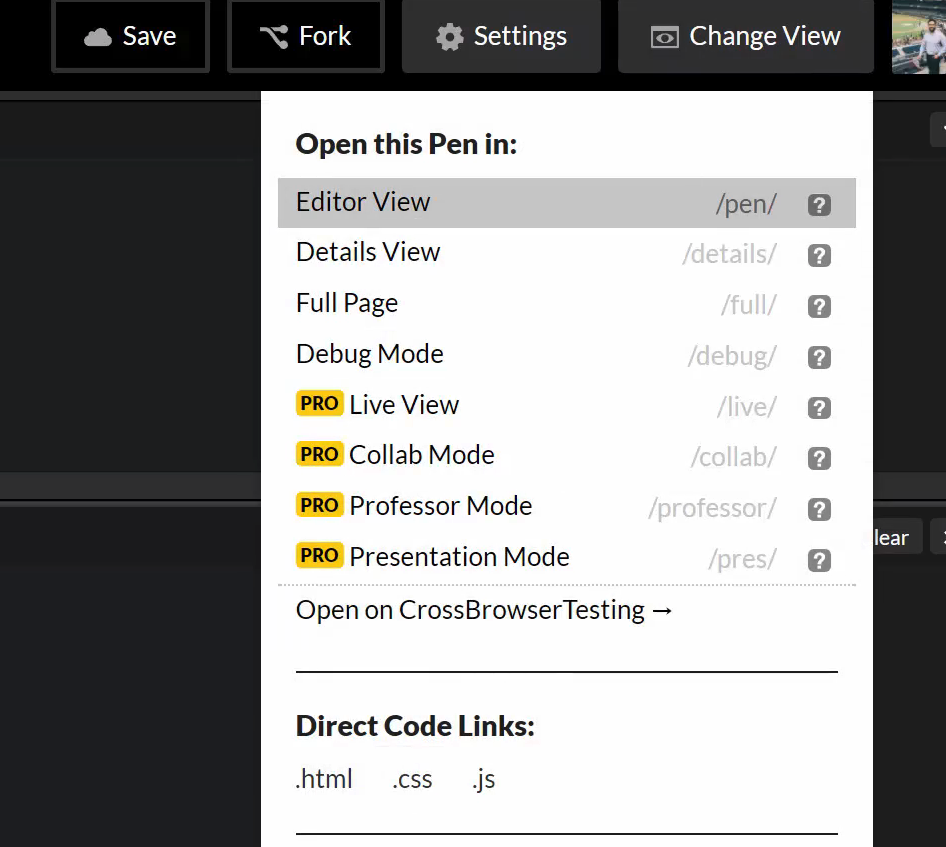 Save Fork Settings Change View
Open this Pen in:
Editor View /pen/ ?
Details View /details/ ?
Full Page /full/ ?
Debug Mode /debug/ ?
PRO Live View /live/ ?
PRO Collab Mode /collab/ ?
PRO Professor Mode /professor/ ?
lear
PRO Presentation Mode /pres/ ?
Open on CrossBrowserTesting →
Direct Code Links:
.html .css .js